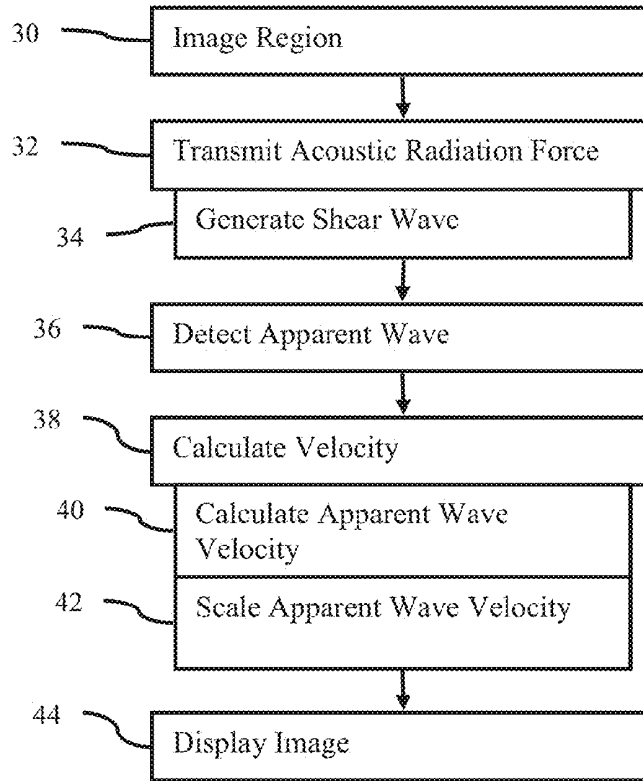 30
Image Region
32
Transmit Acoustic Radiation Force
34
Generate Shear Wave
36
Detect Apparent Wave
38
Calculate Velocity
40
Calculate Apparent Wave
Velocity
42
Scale Apparent Wave Velocity
44
Display Image